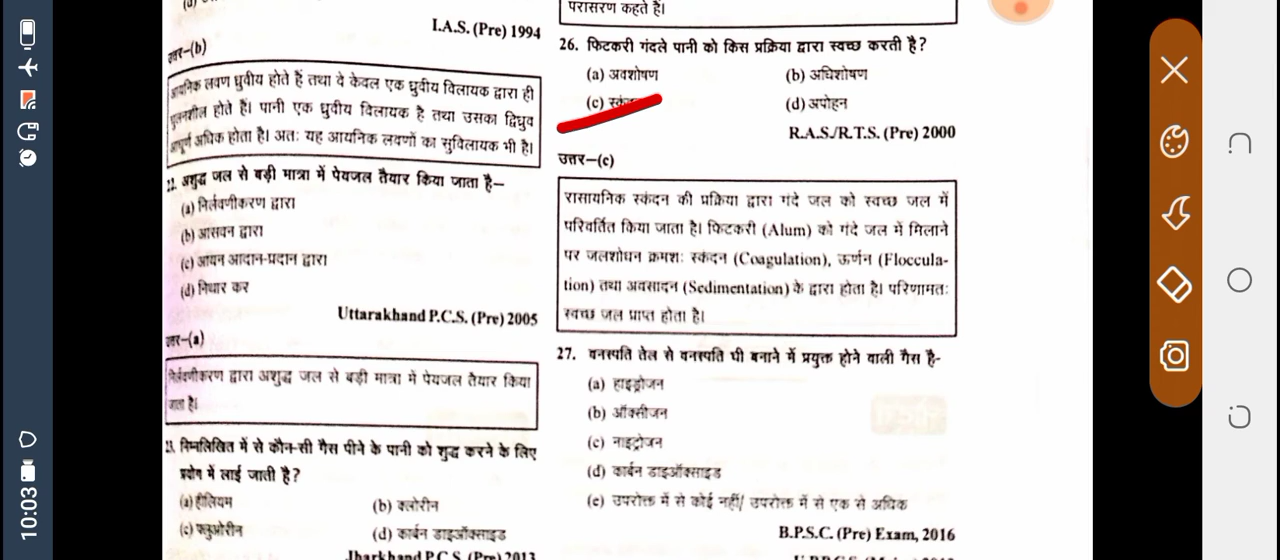 10:03
I.A.S. (Pre) 1994
उत्तर–(b)
आयनिक लवण ध्रुवीय होते हैं तथा वे केवल एक ध्रुवीय विलायक द्वारा ही
घुलनशील होते हैं। पानी एक ध्रुवीय विलायक है तथा उसका द्विध्रुव
आघूर्ण अधिक होता है। अतः यह आयनिक लवणों का सुविलायक भी है।
22. अशुद्ध जल से बड़ी मात्रा में पेयजल तैयार किया जाता है–
(a) निर्लवणीकरण द्वारा
(b) आसवन द्वारा
(c) आयन आदान-प्रदान द्वारा
(d) निथार कर
Uttarakhand P.C.S. (Pre) 2005
उत्तर–(a)
निर्लवणीकरण द्वारा अशुद्ध जल से बड़ी मात्रा में पेयजल तैयार किया
जाता है।
23. निम्नलिखित में से कौन-सी गैस पीने के पानी को शुद्ध करने के लिए
प्रयोग में लाई जाती है?
(a) हीलियम (b) क्लोरीन
(c) फ्लुओरीन (d) कार्बन डाइऑक्साइड
Jharkhand P.C.S. (Pre) 2013
परासरण कहते हैं।
26. फिटकरी गंदले पानी को किस प्रक्रिया द्वारा स्वच्छ करती है?
(a) अवशोषण (b) अधिशोषण
(c) (d) अपोहन
R.A.S./R.T.S. (Pre) 2000
उत्तर–(c)
रासायनिक स्कंदन की प्रक्रिया द्वारा गंदे जल को स्वच्छ जल में
परिवर्तित किया जाता है। फिटकरी (Alum) को गंदे जल में मिलाने
पर जलशोधन क्रमशः स्कंदन (Coagulation), ऊर्णन (Floccula-
tion) तथा अवसादन (Sedimentation) के द्वारा होता है। परिणामतः
स्वच्छ जल प्राप्त होता है।
27. वनस्पति तेल से वनस्पति घी बनाने में प्रयुक्त होने वाली गैस है-
(a) हाइड्रोजन
(b) ऑक्सीजन
(c) नाइट्रोजन
(d) कार्बन डाइऑक्साइड
(e) उपरोक्त में से कोई नहीं/ उपरोक्त में से एक से अधिक
B.P.S.C. (Pre) Exam, 2016